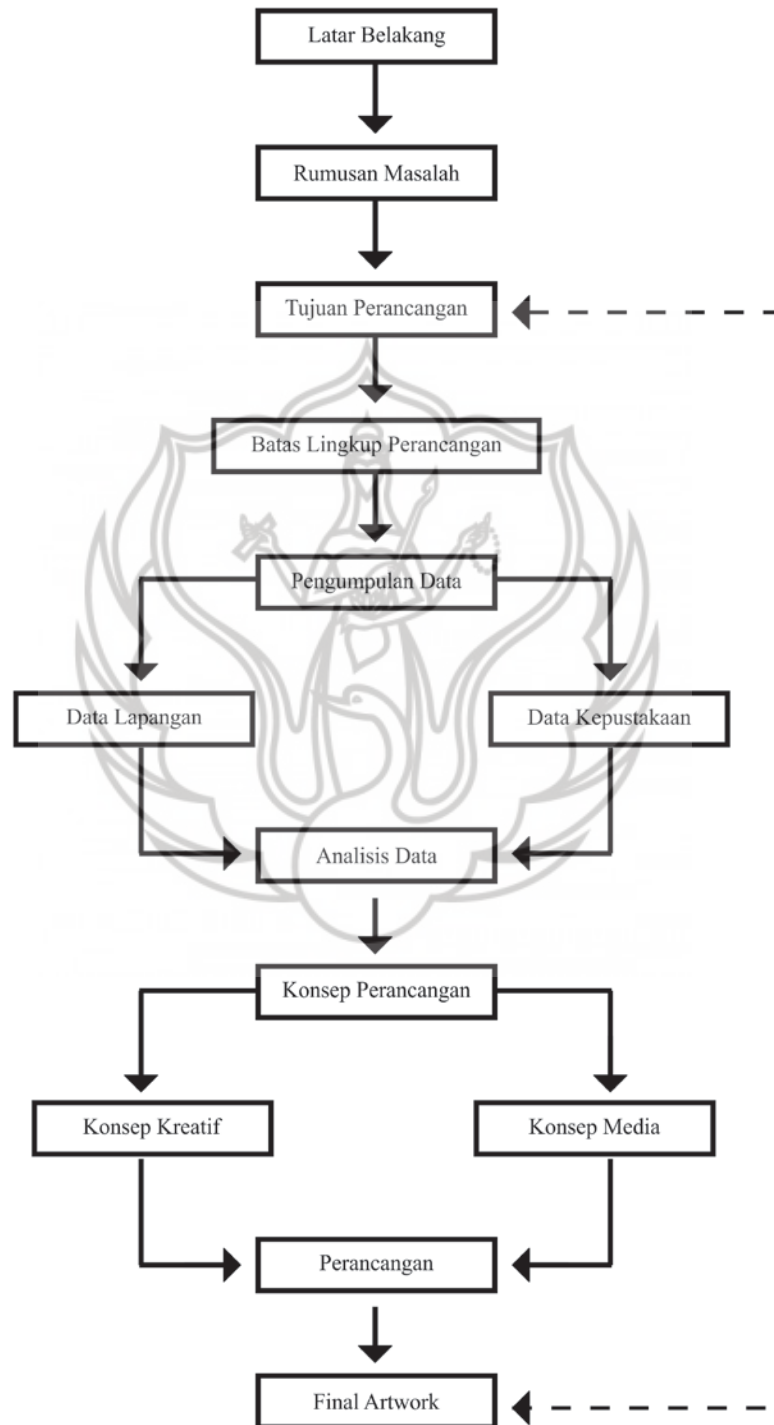 Latar Belakang
Rumusan Masalah
Tujuan Perancangan
Batas Lingkup Perancangan
Pengumpulan Data
Data Lapangan
Data Kepustakaan
Analisis Data
Konsep Perancangan
Konsep Kreatif
Konsep Media
Perancangan
Final Artwork